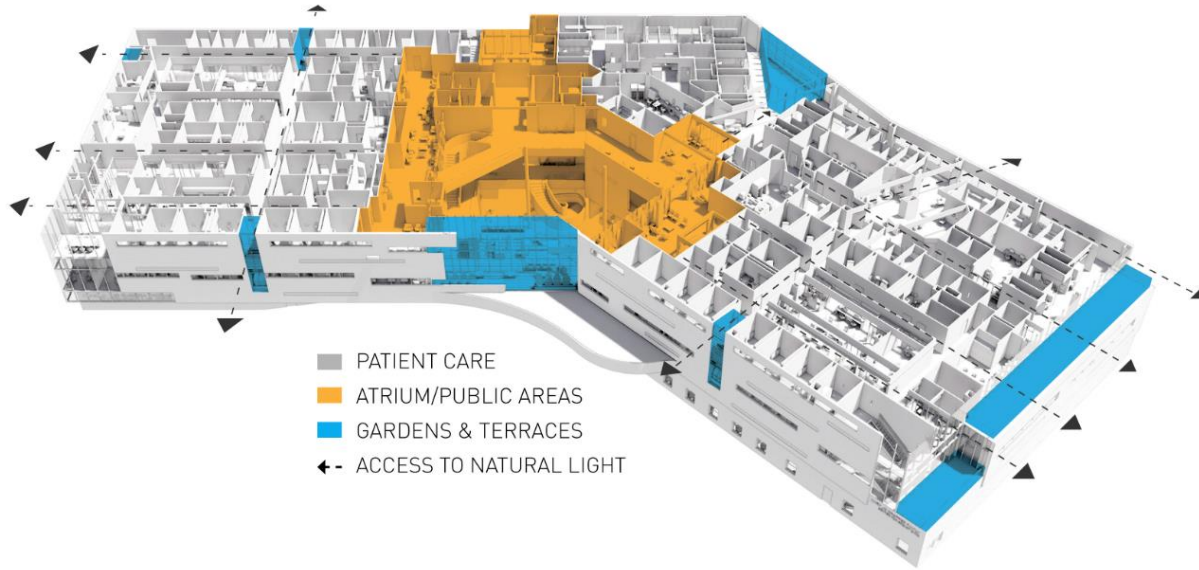 PATIENT CARE
ATRIUM/PUBLIC AREAS
GARDENS & TERRACES
ACCESS TO NATURAL LIGHT